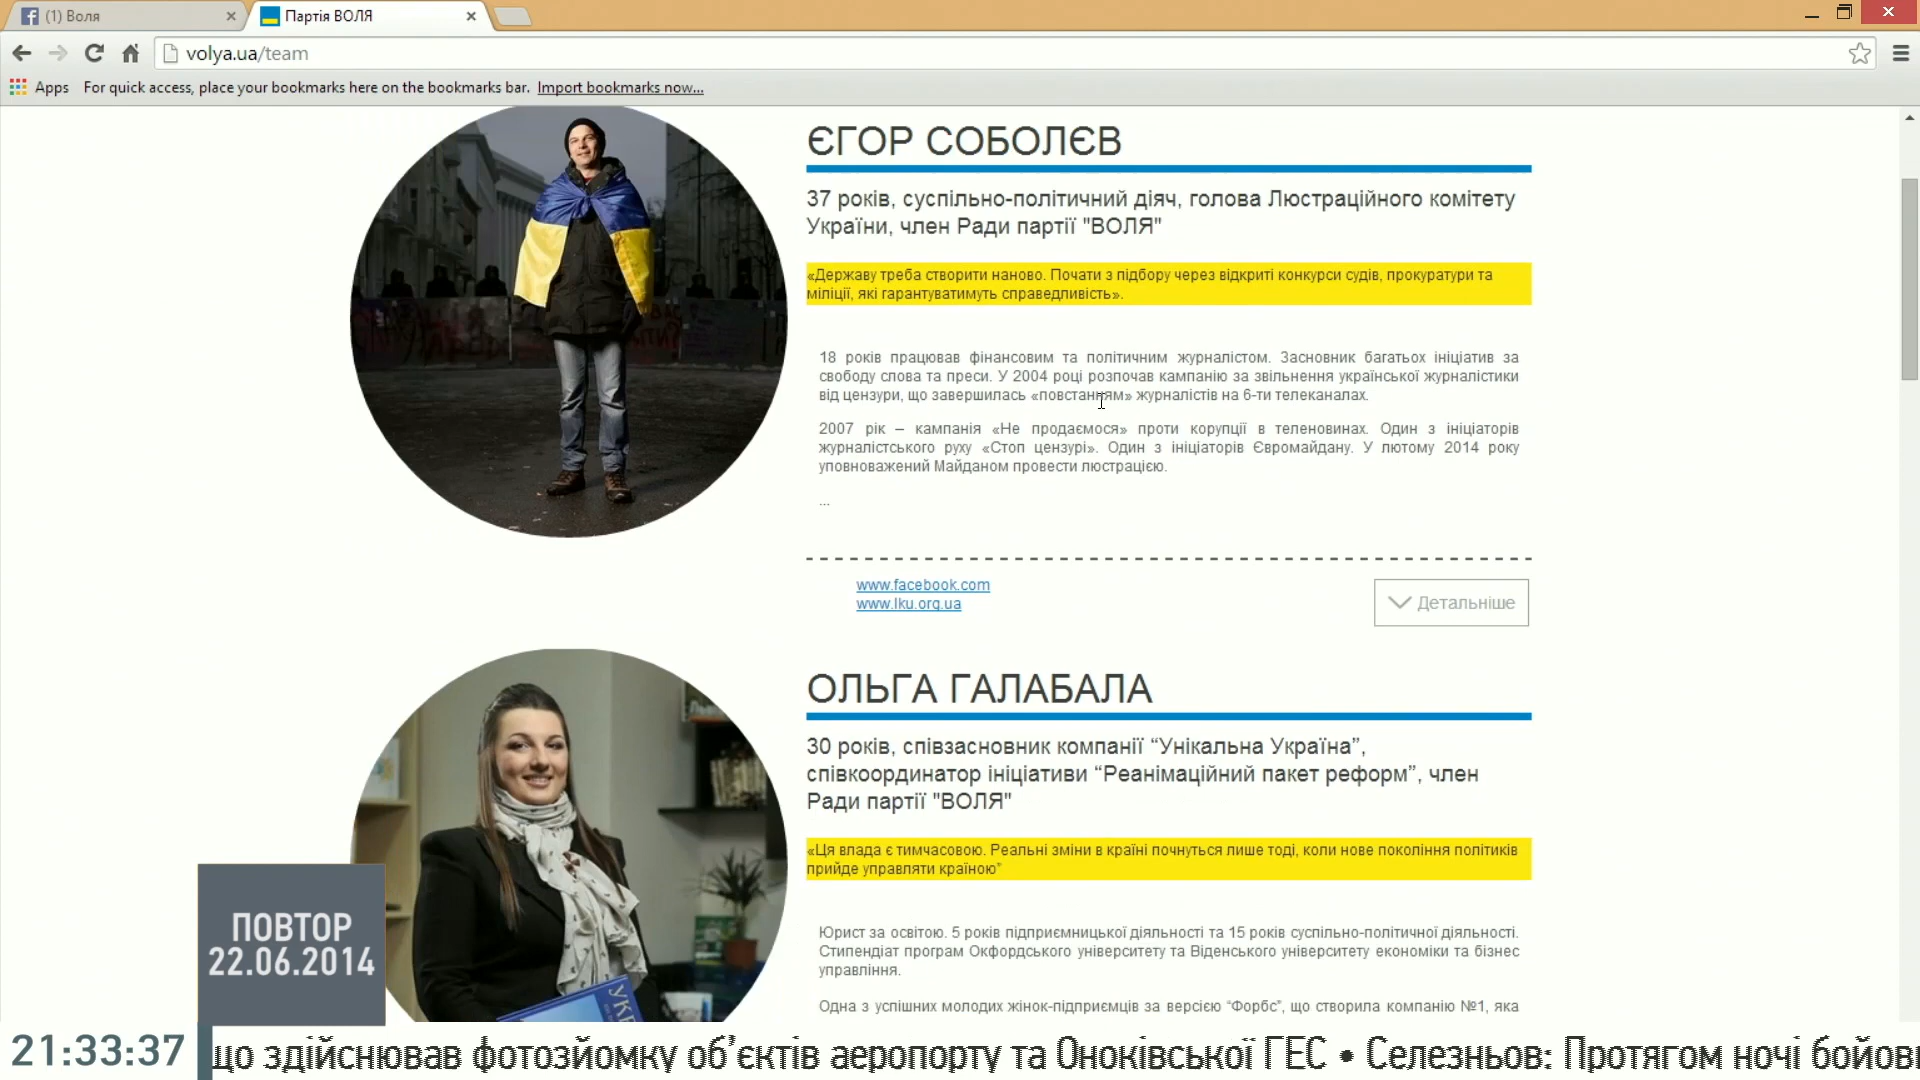 (1) Воля
Партія ВОЛЯ
volya.ua/team
Apps For quick access, place your bookmarks here on the bookmarks bar. Import bookmarks now...
ЄГОР СОБОЛЄВ
37 років, суспільно-політичний діяч, голова Люстраційного комітету
України, член Ради партії "ВОЛЯ"
«Державу треба створити наново. Почати з підбору через відкриті конкурси судів, прокуратури та
міліції, які гарантуватимуть справедливість».
18 років працював фінансовим та політичним журналістом. Засновник багатьох ініціатив за
свободу слова та преси. У 2004 році розпочав кампанію за звільнення української журналістики
від цензури, що завершилась «повстанням» журналістів на 6-ти телеканалах.
2007 рік – кампанія «Не продаємося» проти корупції в теленовинах. Один з ініціаторів
журналістського руху «Стоп цензурі». Один з ініціаторів Євромайдану. У лютому 2014 року
уповноважений Майданом провести люстрацією.
...
www.facebook.com
www.lku.org.ua
Детальніше
ОЛЬГА ГАЛАБАЛА
30 років, співзасновник компанії “Унікальна Україна”,
співкоординатор ініціативи “Реанімаційний пакет реформ”, член
Ради партії "ВОЛЯ"
«Ця влада є тимчасовою. Реальні зміни в країні почнуться лише тоді, коли нове покоління політиків
прийде управляти країною”
Юрист за освітою. 5 років підприємницької діяльності та 15 років суспільно-політичної діяльності.
Стипендіат програм Окфордського університету та Віденського університету економіки та бізнес
управління.
Одна з успішних молодих жінок-підприємців за версією “Форбс”, що створила компанію №1, яка
УКР
ПОВТОР
22.06.2014
21:33:37
що здійснював фотозйомку об’єктів аеропорту та Оноківської ГЕС • Селезньов: Протягом ночі бойови